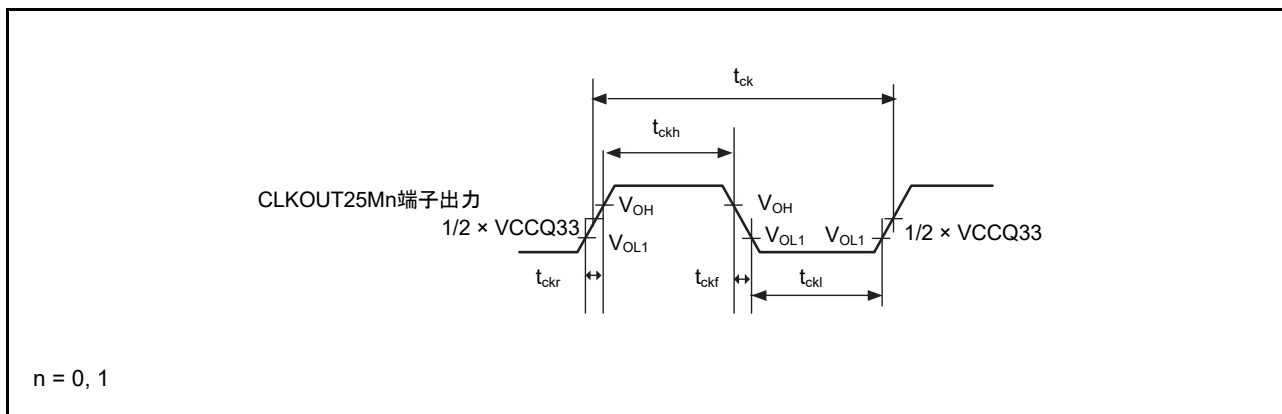 t_ck
t_ckh
CLKOUT25Mn端子出力
V_OH V_OH
1/2 × VCCQ33 1/2 × VCCQ33
V_OL1 V_OL1 V_OL1
t_ckr t_ckf t_ckl
n = 0, 1